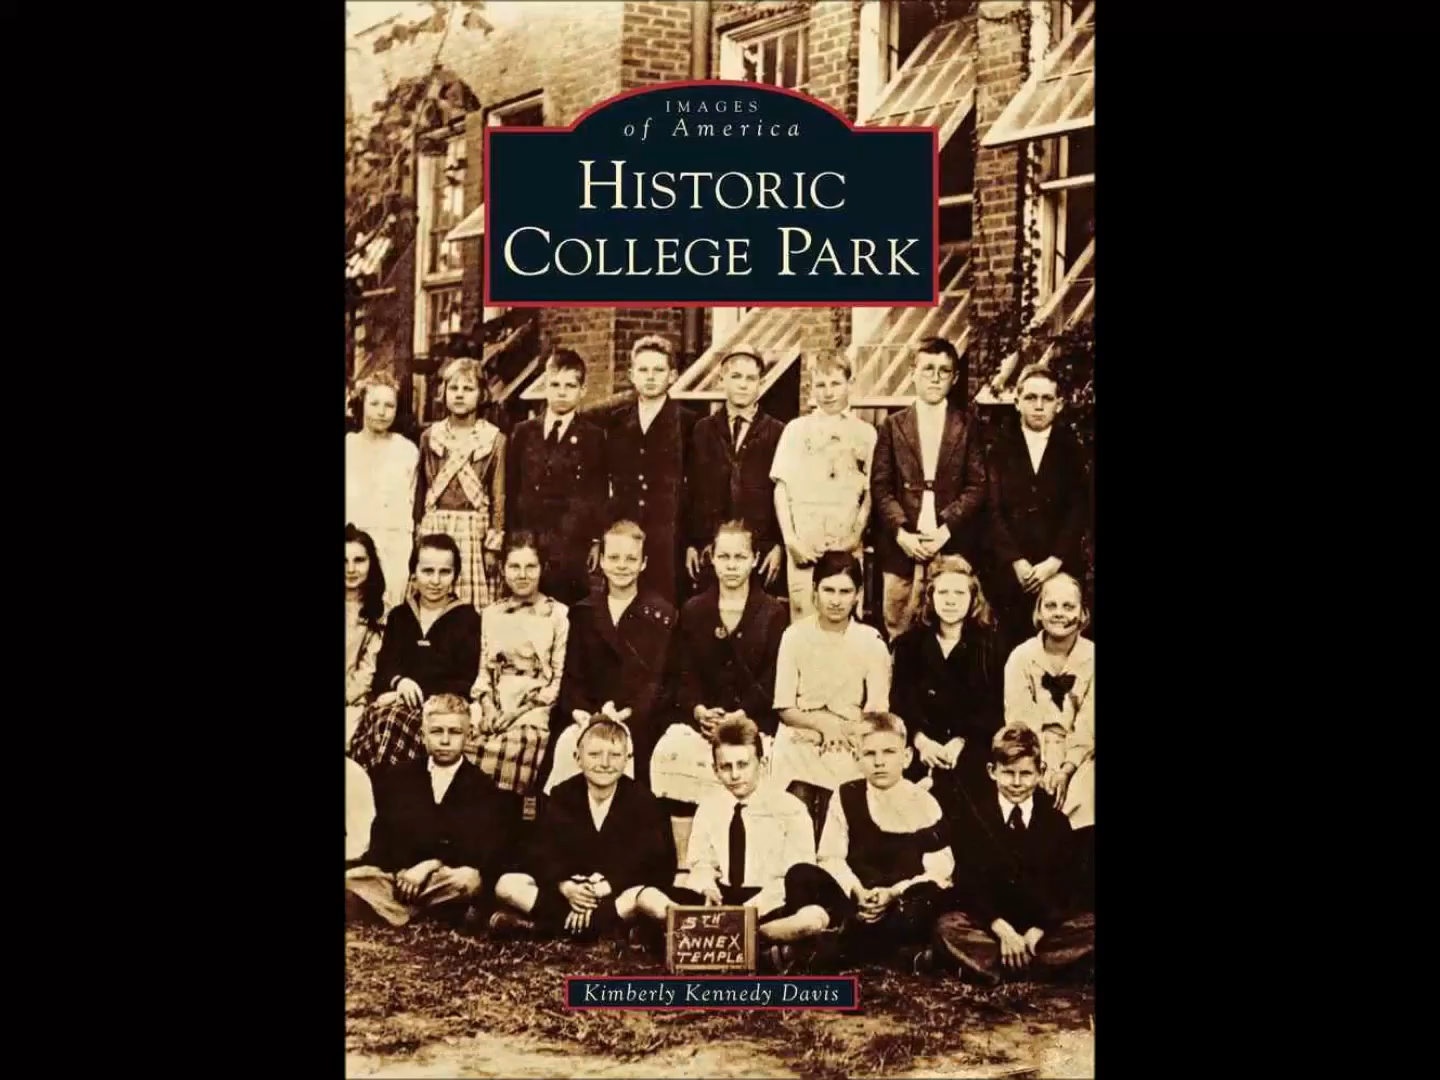 IMAGES
of America
HISTORIC
COLLEGE PARK
5TH
ANNEX
TEMPLE
Kimberly Kennedy Davis